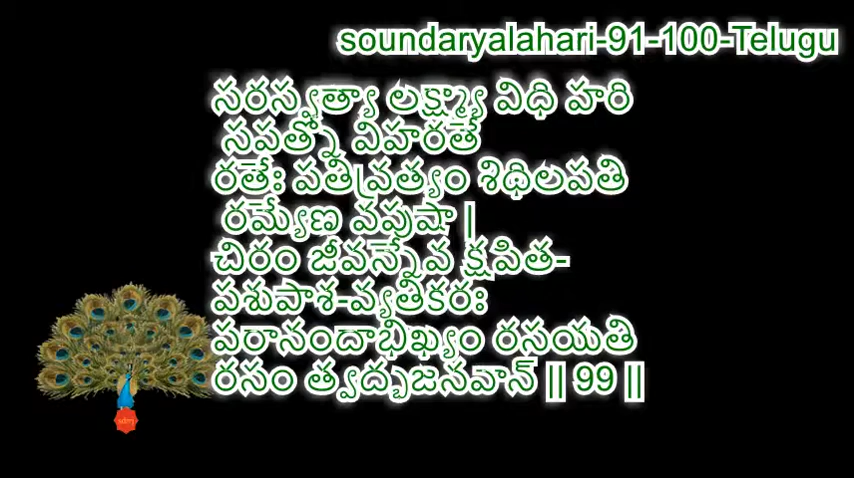 soundaryalahari-91-100-Telugu
సరస్వత్యా లక్ష్మ్యా విధి హరి
సపత్నో విహరతే
రతేః పతివ్రత్యం శిథిలపతి
రమ్యేణ వపుషా |
చిరం జీవన్నేవ క్షపిత-
పశుపాశ-వ్యతికరః
పరానందాభిఖ్యం రసయతి
రసం త్వద్భజనవాన్ || 99 ||